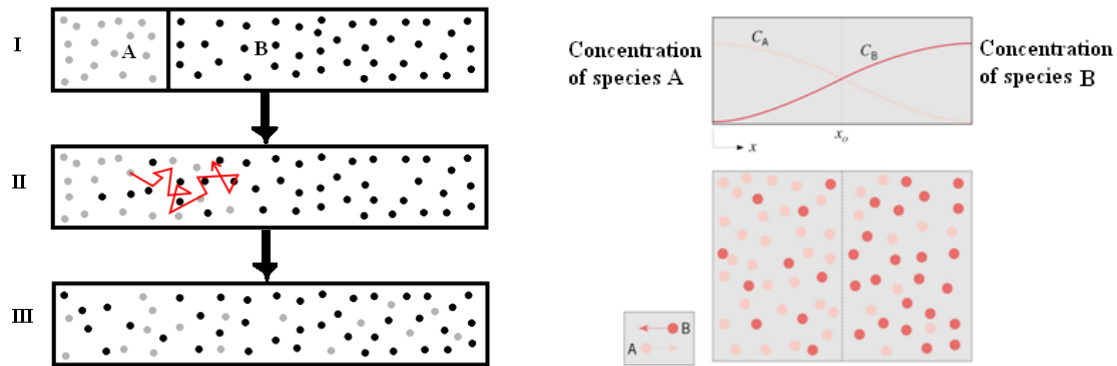 I
A
B
II
III
Concentration
of species A
C_A
C_B
Concentration
of species B
x
x_o
B
A